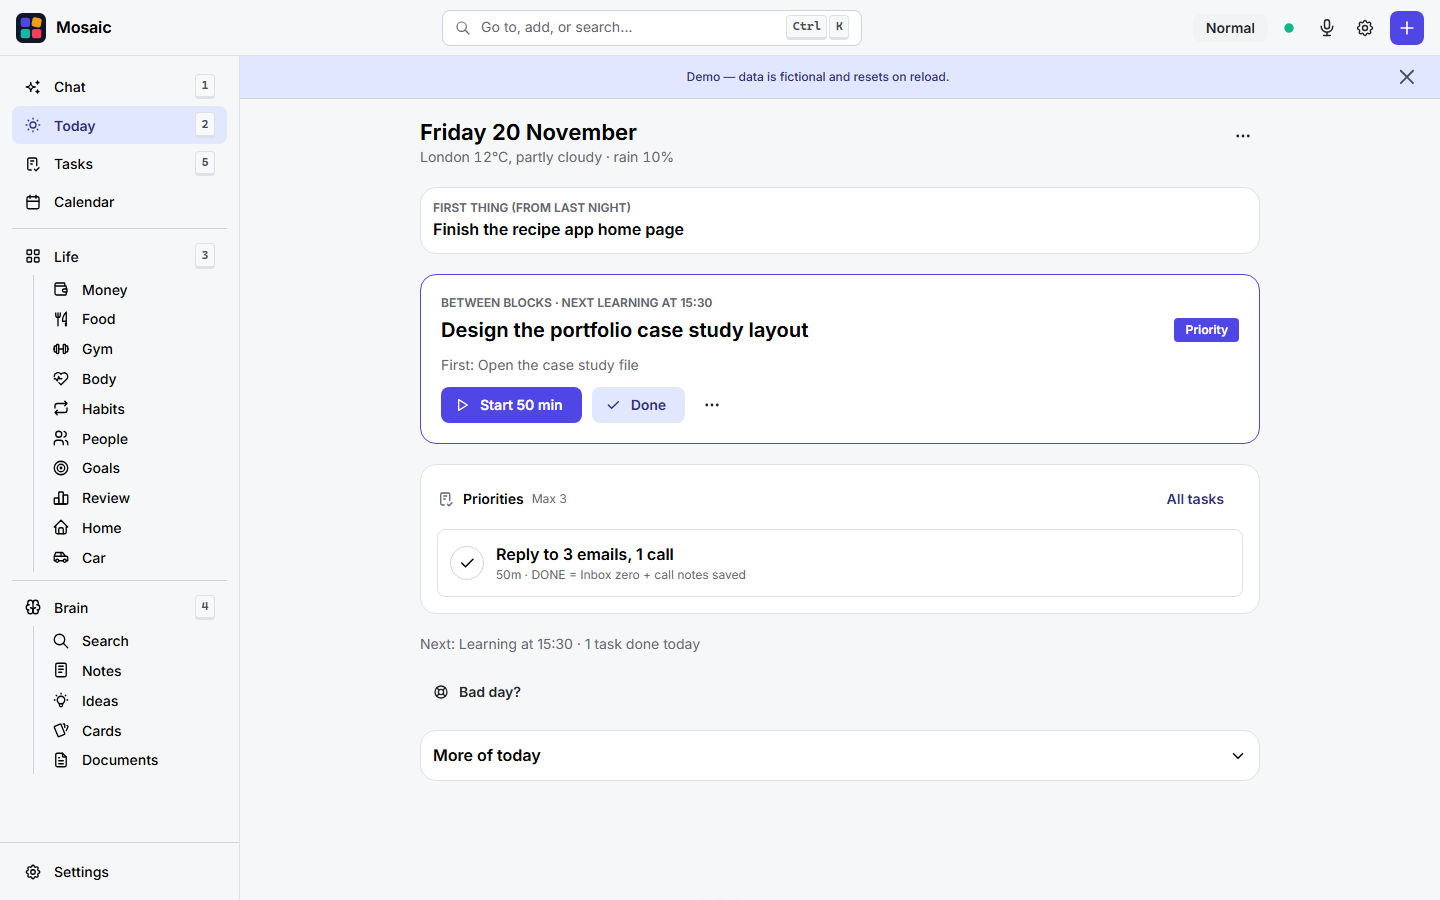 Mosaic
Go to, add, or search...
Ctrl K
Normal
Chat 1
Today 2
Tasks 5
Calendar
Life 3
Money
Food
Gym
Body
Habits
People
Goals
Review
Home
Car
Brain 4
Search
Notes
Ideas
Cards
Documents
Settings
Demo — data is fictional and resets on reload.
Friday 20 November
London 12°C, partly cloudy · rain 10%
FIRST THING (FROM LAST NIGHT)
Finish the recipe app home page
BETWEEN BLOCKS · NEXT LEARNING AT 15:30
Design the portfolio case study layout
Priority
First: Open the case study file
Start 50 min
Done
Priorities Max 3
All tasks
Reply to 3 emails, 1 call
50m · DONE = Inbox zero + call notes saved
Next: Learning at 15:30 · 1 task done today
Bad day?
More of today